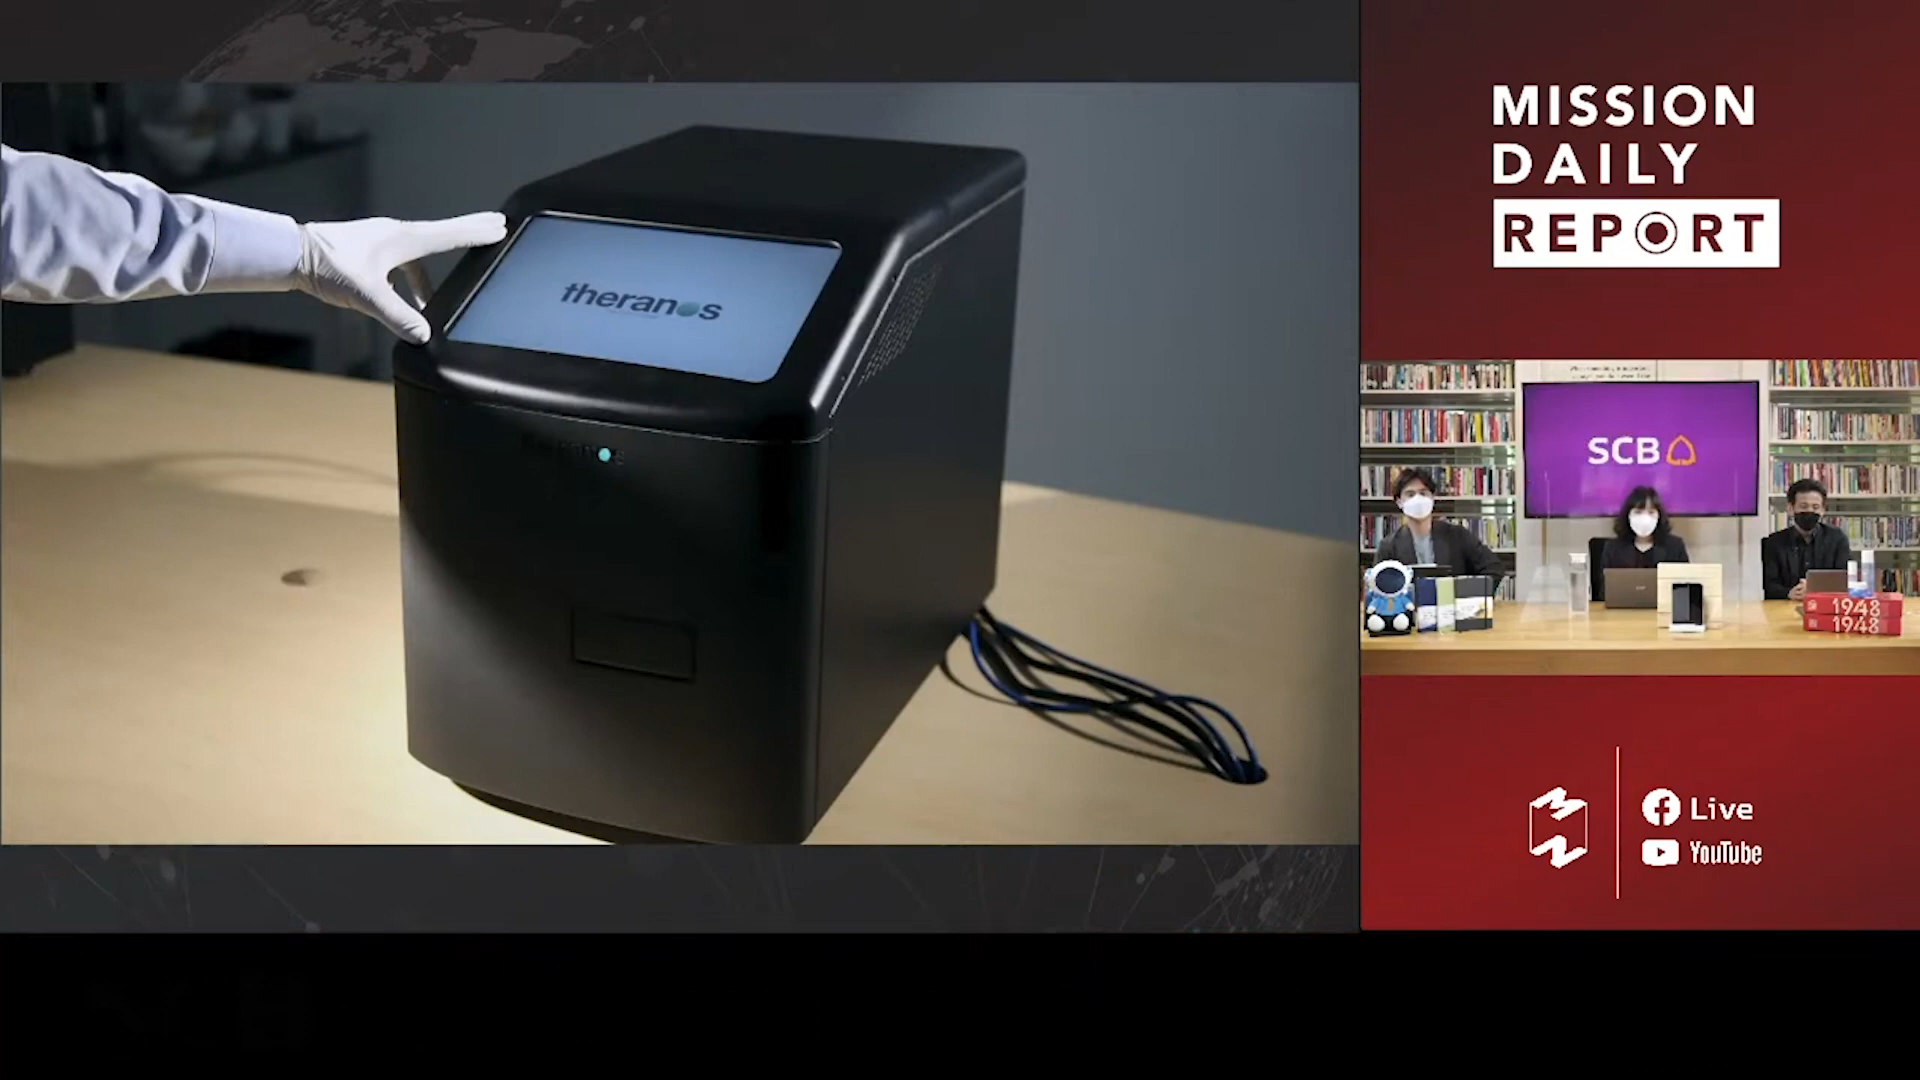 theranos
MISSION
DAILY
REPORT
SCB
1948
1948
Live
YouTube